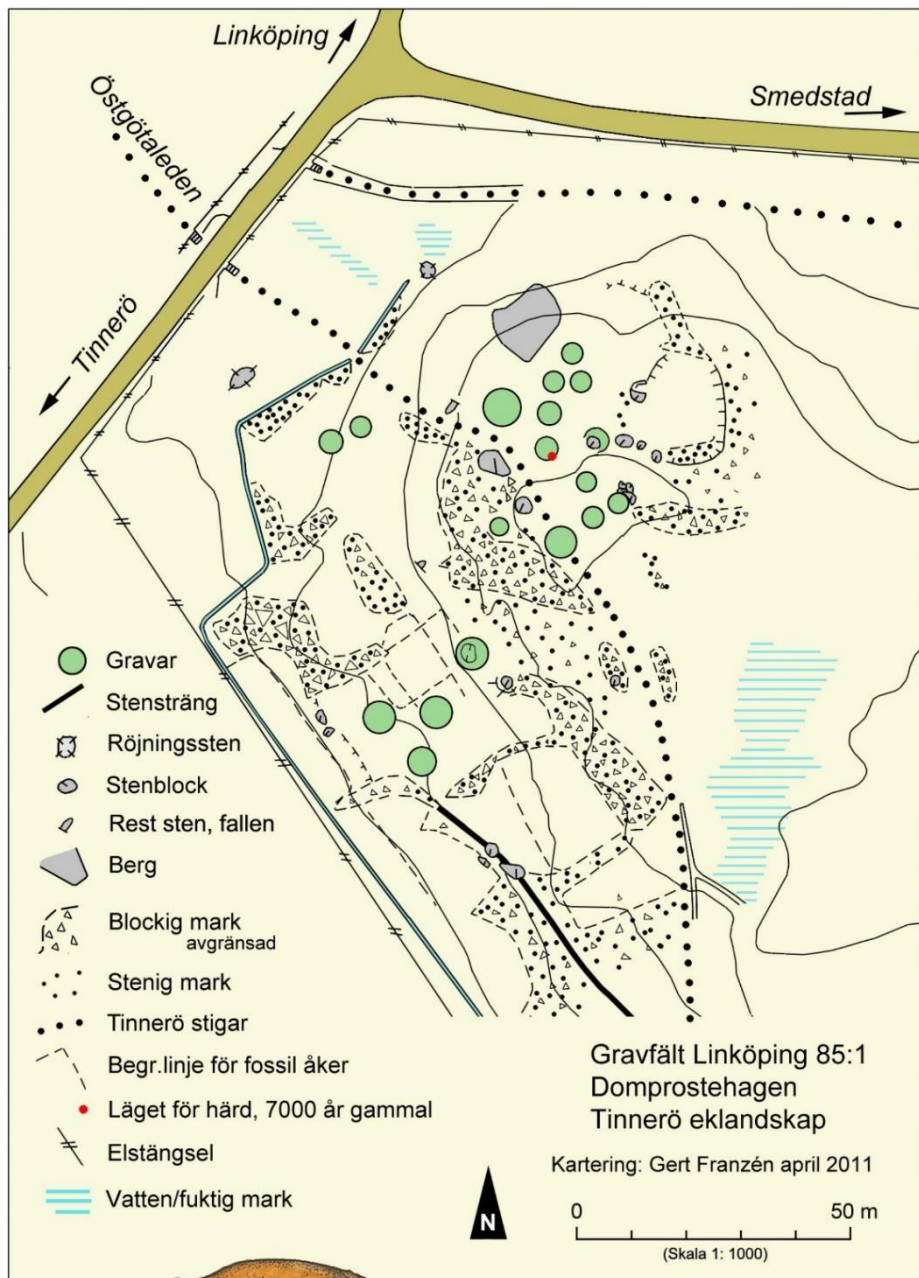 Linköping
Smedstad
Östgötaleden
Tinnerö
Gravar
Stensträng
Röjningssten
Stenblock
Rest sten, fallen
Berg
Blockig mark
avgränsad
Stenig mark
Tinnerö stigar
Begr.linje för fossil åker
Läget för härd, 7000 år gammal
Elstängsel
Vatten/fuktig mark
Gravfält Linköping 85:1
Domprostehagen
Tinnerö eklandskap
Kartering: Gert Franzén april 2011
N
0 50 m
(Skala 1: 1000)